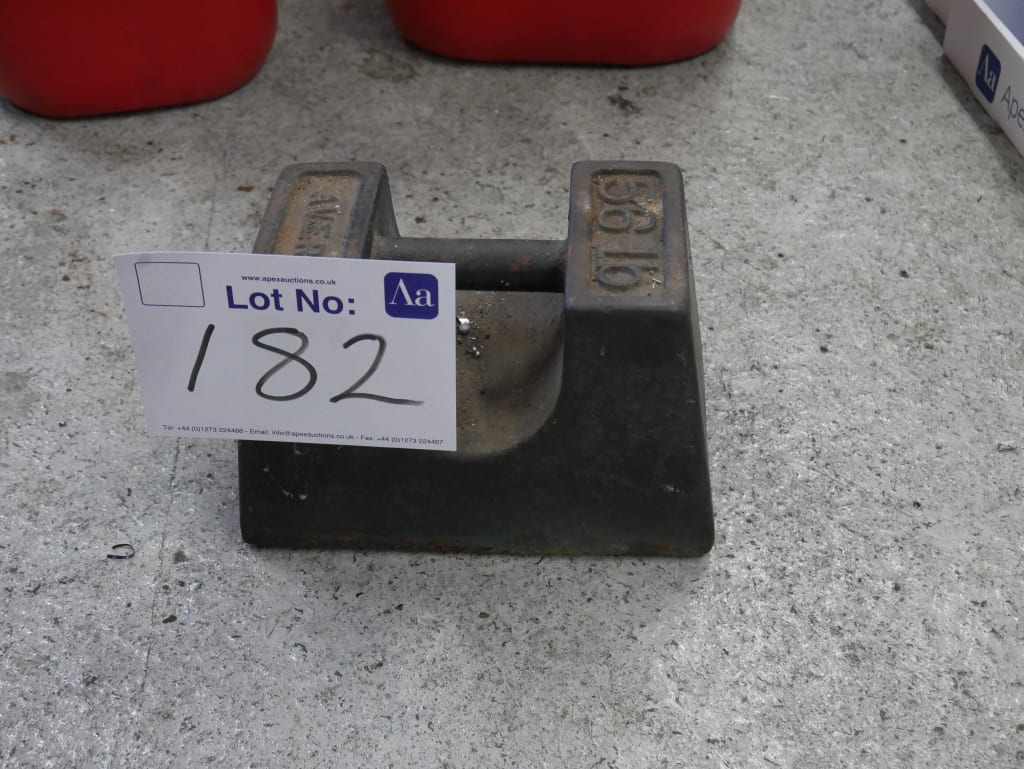 www.apexauctions.co.uk
Lot No:
Aa
182
Tel: +44 (0)1273 224466 - Email: info@apexauctions.co.uk - Fax: +44 (0)1273 224467
56 lb
Aa